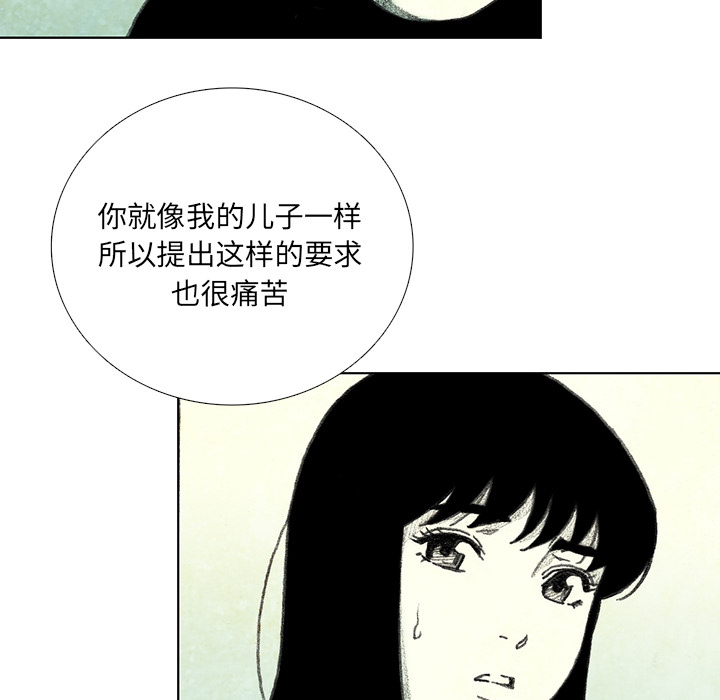 你就像我的儿子一样
所以提出这样的要求
也很痛苦